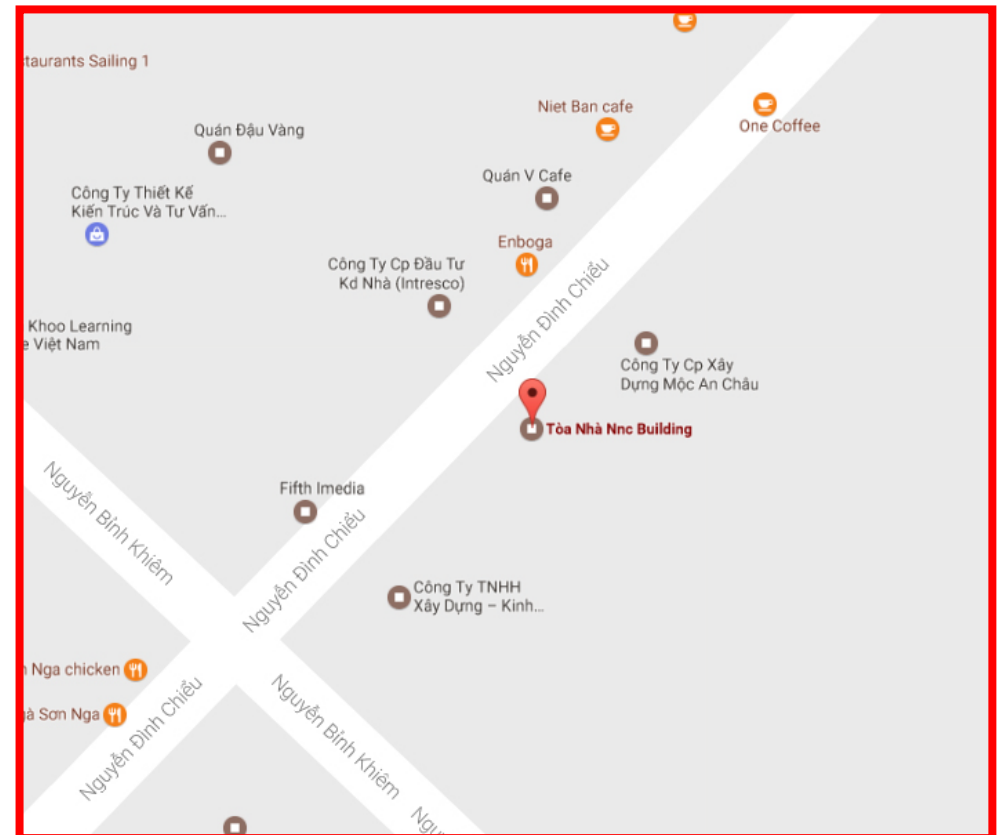 taurants Sailing 1
Niet Ban cafe
One Coffee
Quán Đậu Vàng
Quán V Cafe
Công Ty Thiết Kế
Kiến Trúc Và Tư Vấn...
Enboga
Công Ty Cp Đầu Tư
Kd Nhà (Intresco)
Nguyễn Đình Chiểu
Khoo Learning
e Việt Nam
Công Ty Cp Xây
Dựng Mộc An Châu
Tòa Nhà Nnc Building
Nguyễn Bỉnh Khiêm
Fifth Imedia
Nguyễn Đình Chiểu
Công Ty TNHH
Xây Dựng – Kinh...
Nga chicken
à Sơn Nga
Nguyễn Đình Chiểu
Nguyễn Bỉnh Khiêm
Ngu